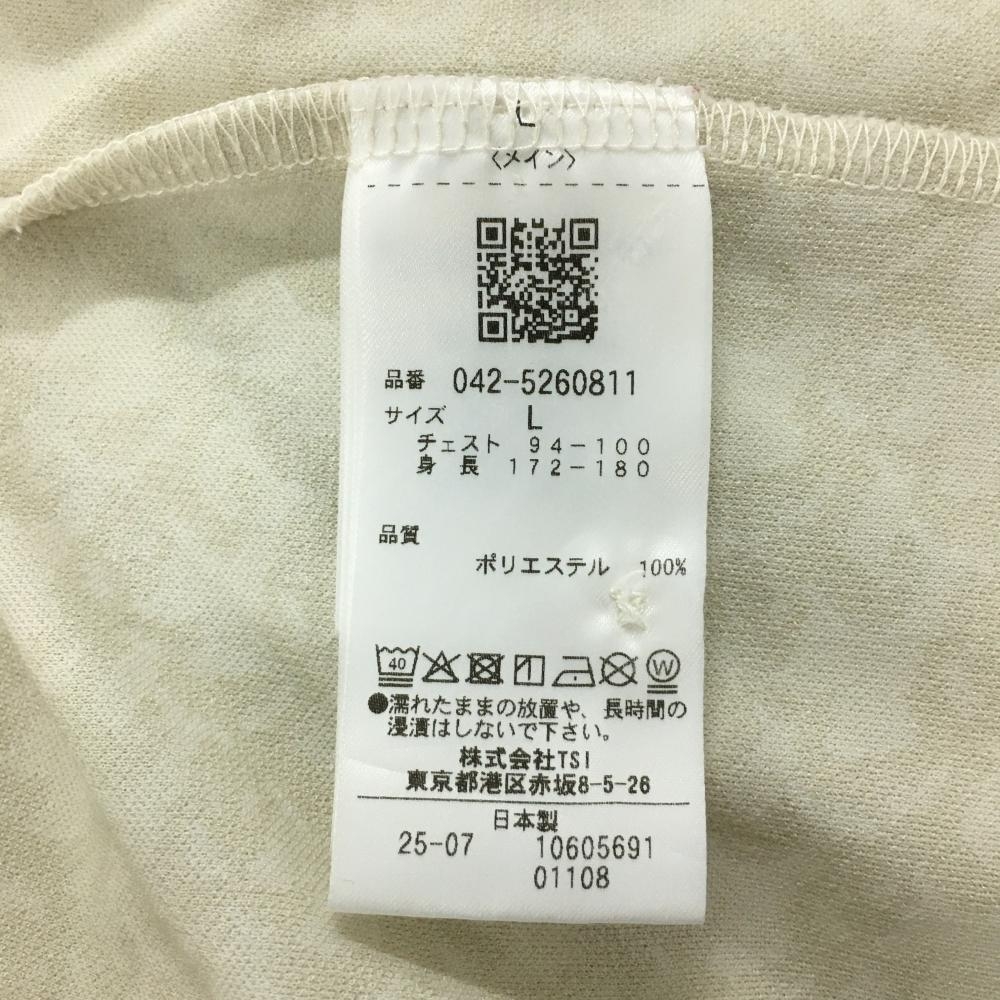 L
〈メイン〉
品番 042-5260811
サイズ L
チェスト 94-100
身長 172-180
品質
ポリエステル 100%
40 W
●濡れたままの放置や、長時間の
浸漬はしないで下さい。
株式会社TSI
東京都港区赤坂8-5-26
日本製
25-07 10605691
01108